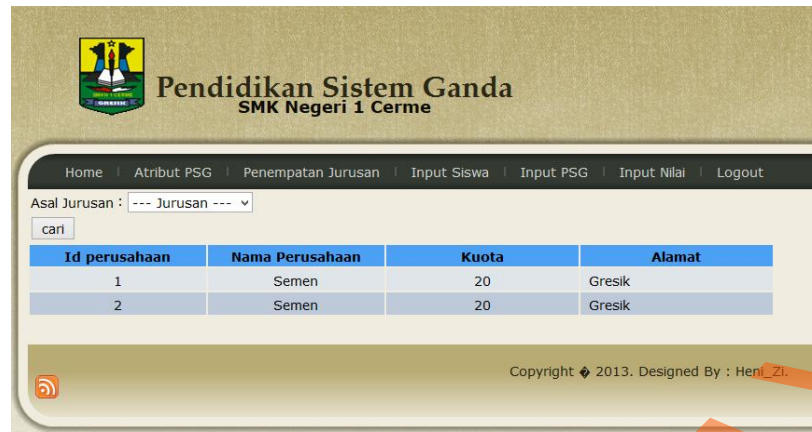 GRESIK
Pendidikan Sistem Ganda
SMK Negeri 1 Cerme
Home | Atribut PSG | Penempatan Jurusan | Input Siswa | Input PSG | Input Nilai | Logout
Asal Jurusan : --- Jurusan ---
cari
Id perusahaan Nama Perusahaan Kuota Alamat
1 Semen 20 Gresik
2 Semen 20 Gresik
Copyright � 2013. Designed By : Heni_Zi.